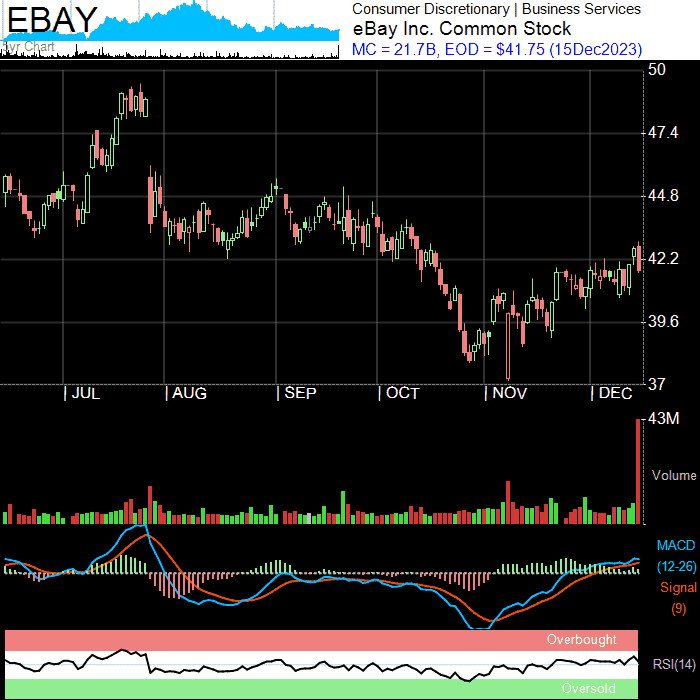 EBAY
5yr Chart
Consumer Discretionary | Business Services
eBay Inc. Common Stock
MC = 21.7B, EOD = $41.75 (15Dec2023)
50
47.4
44.8
42.2
39.6
37
| JUL | AUG | SEP | OCT | NOV | DEC
43M
Volume
MACD
(12-26)
Signal
(9)
Overbought
RSI(14)
Oversold